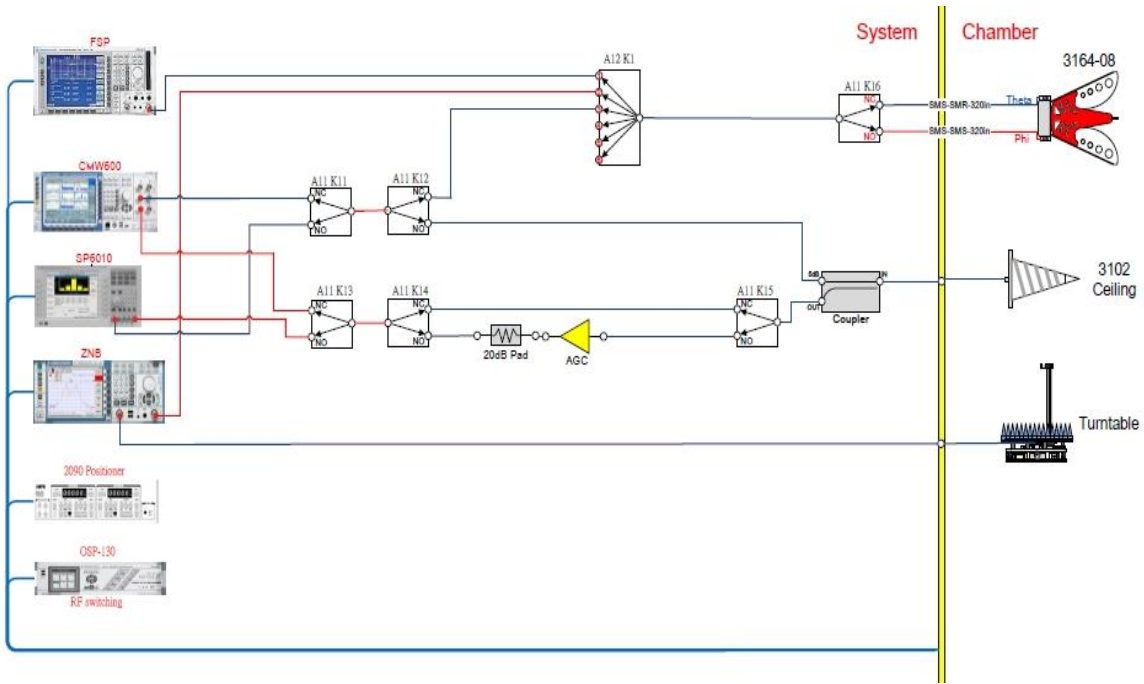 System
Chamber
FSP
A12 K1
3164-08
A11 K16
NC
NO
SMS-SMR-320in
Theta
SMS-SMS-320in
Phi
CMW500
A11 K11
NC
NO
A11 K12
NC
NO
SP6010
A11 K13
NC
NO
A11 K14
NC
NO
A11 K15
NC
NO
IN
OUT
Coupler
3102
Ceiling
20dB Pad
AGC
ZNB
Turntable
2090 Positioner
OSP-130
RF switching